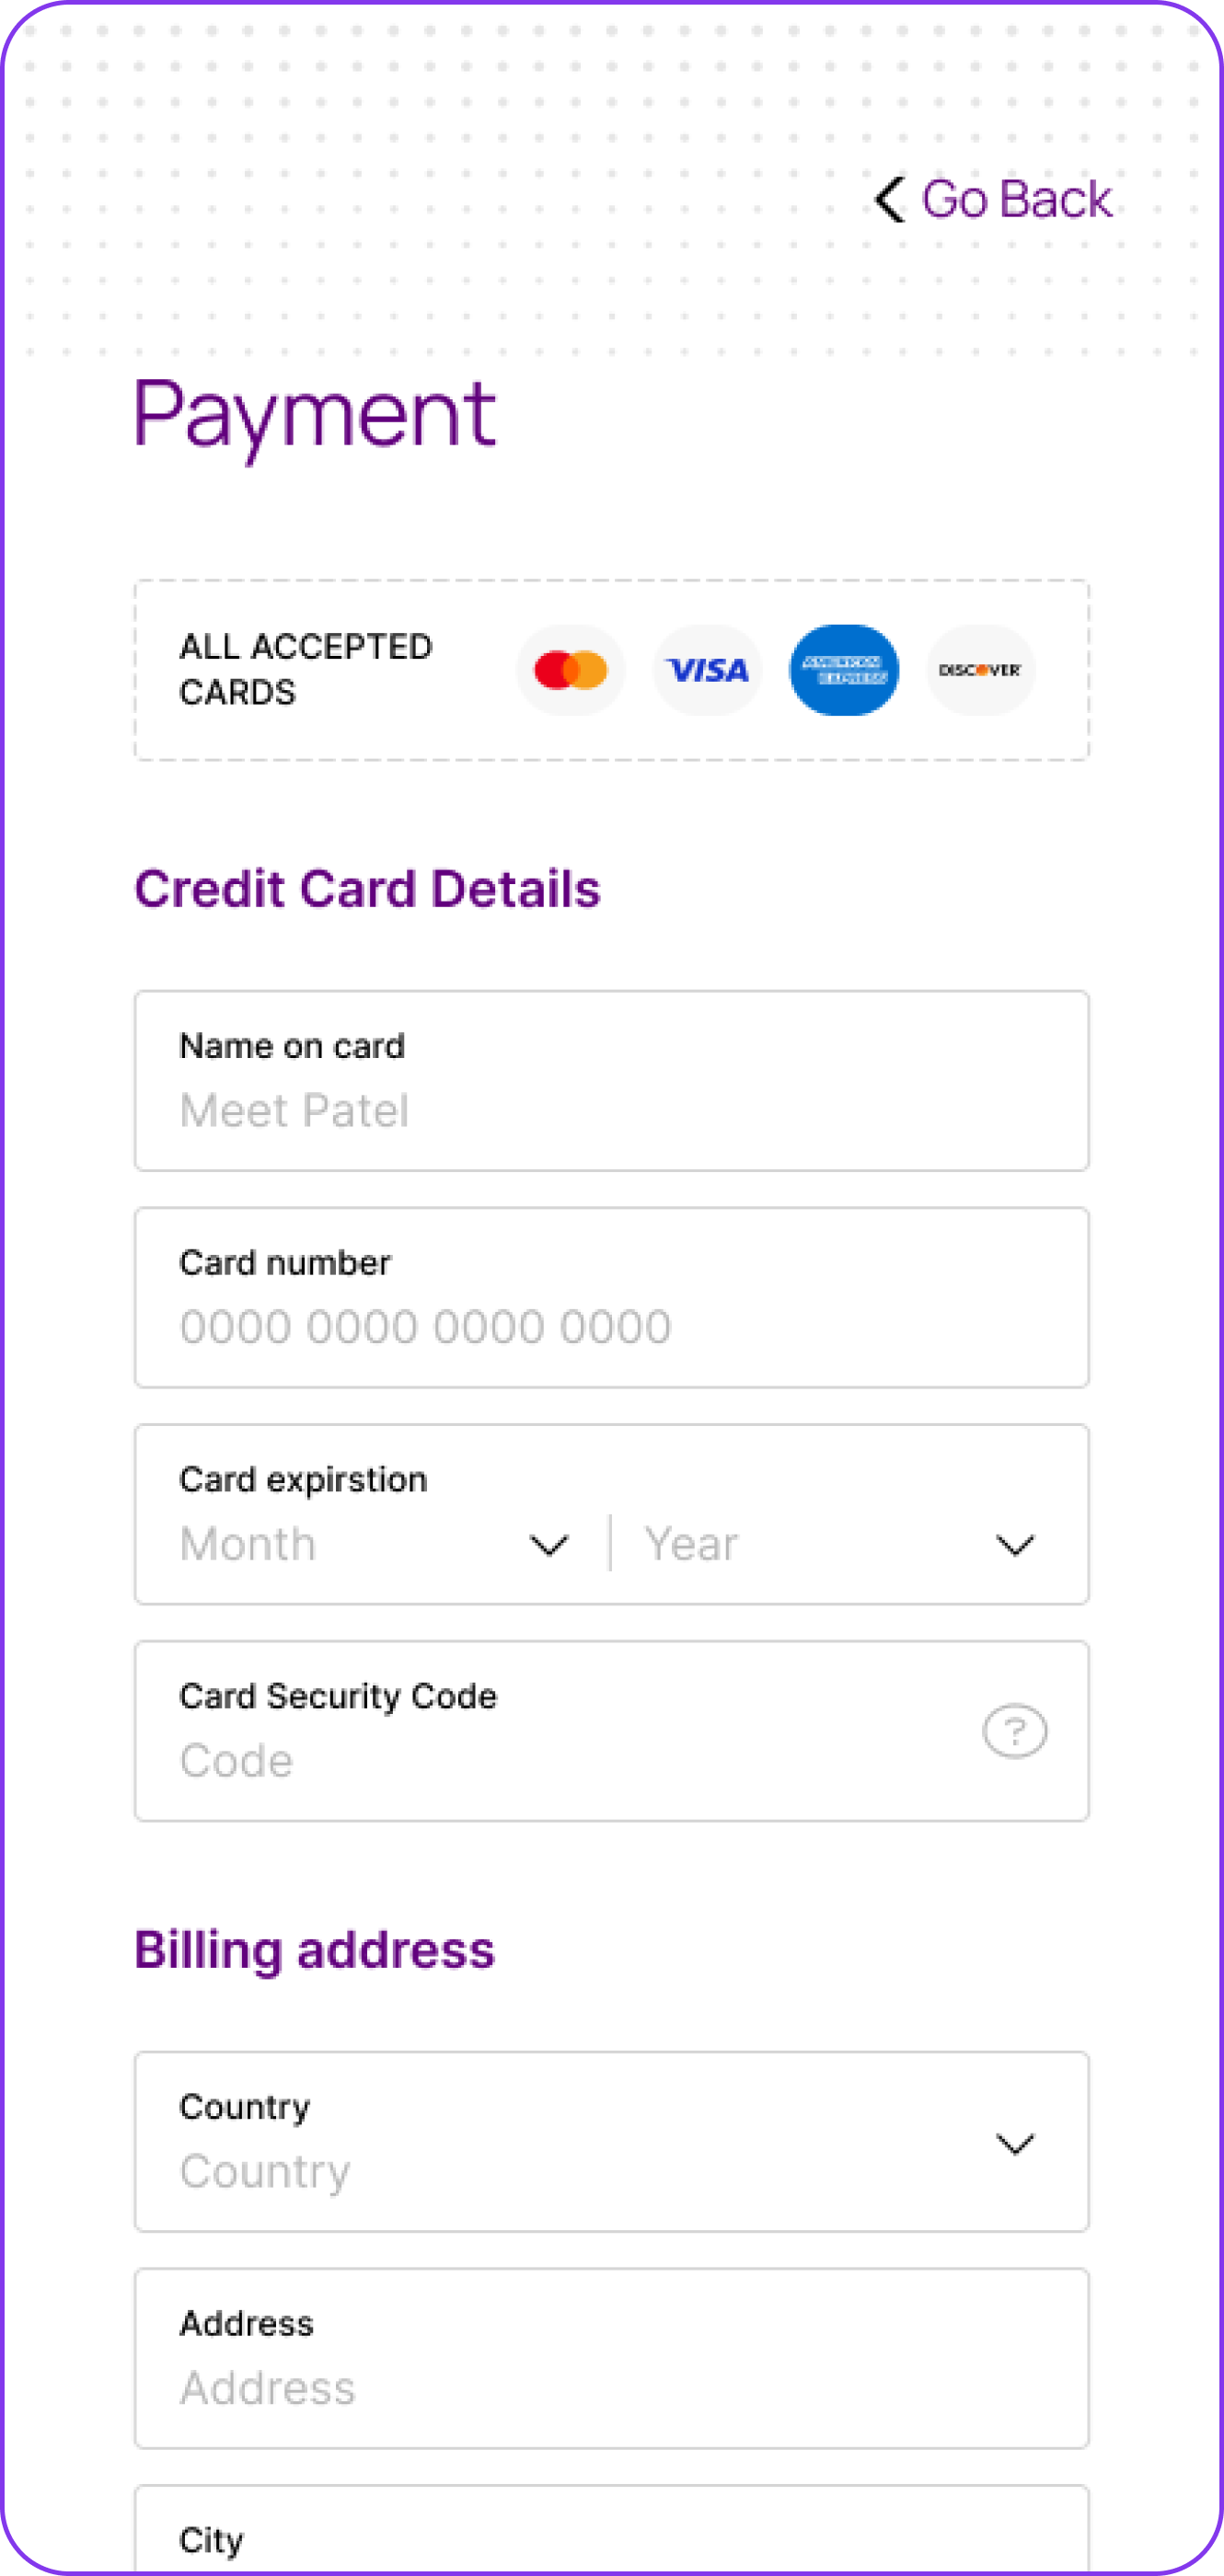 Go Back
Payment
ALL ACCEPTED
CARDS
VISA
AMERICAN
EXPRESS
DISCOVER
Credit Card Details
Name on card
Meet Patel
Card number
0000 0000 0000 0000
Card expirstion
Month
Year
Card Security Code
Code
?
Billing address
Country
Country
Address
Address
City